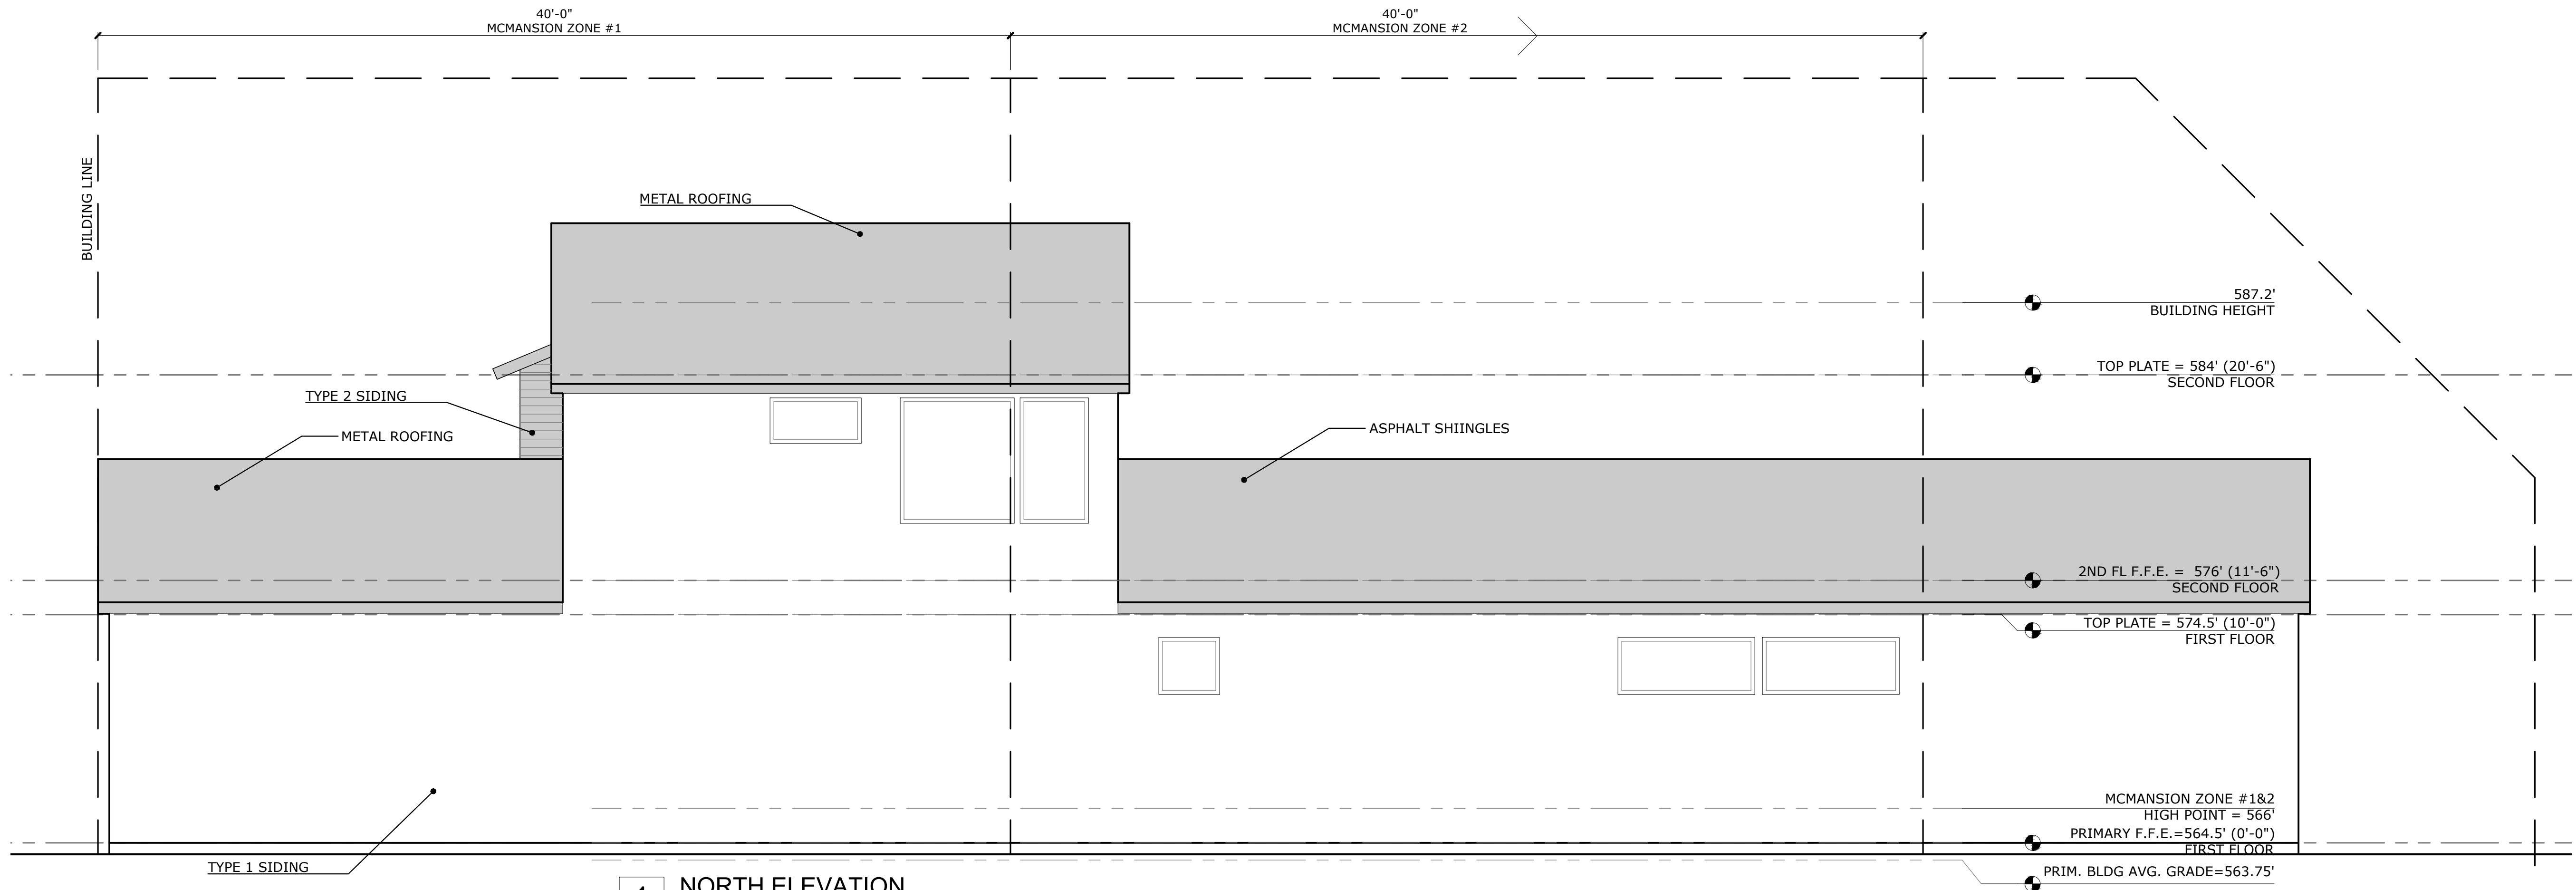 40'-0"
MCMANSION ZONE #1
40'-0"
MCMANSION ZONE #2
BUILDING LINE
METAL ROOFING
587.2'
BUILDING HEIGHT
TOP PLATE = 584' (20'-6")
SECOND FLOOR
TYPE 2 SIDING
METAL ROOFING
ASPHALT SHIINGLES
2ND FL F.F.E. = 576' (11'-6")
SECOND FLOOR
TOP PLATE = 574.5' (10'-0")
FIRST FLOOR
MCMANSION ZONE #1&2
HIGH POINT = 566'
PRIMARY F.F.E.=564.5' (0'-0")
FIRST FLOOR
TYPE 1 SIDING
PRIM. BLDG AVG. GRADE=563.75'
NORTH ELEVATION